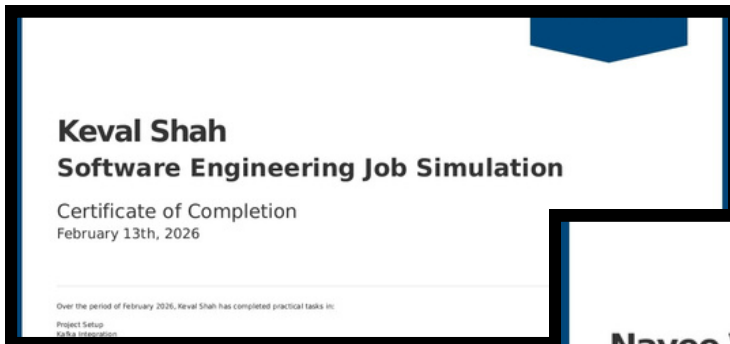 Keval Shah
Software Engineering Job Simulation
Certificate of Completion
February 13th, 2026
Over the period of February 2026, Keval Shah has completed practical tasks in:
Project Setup
Kafka Integration